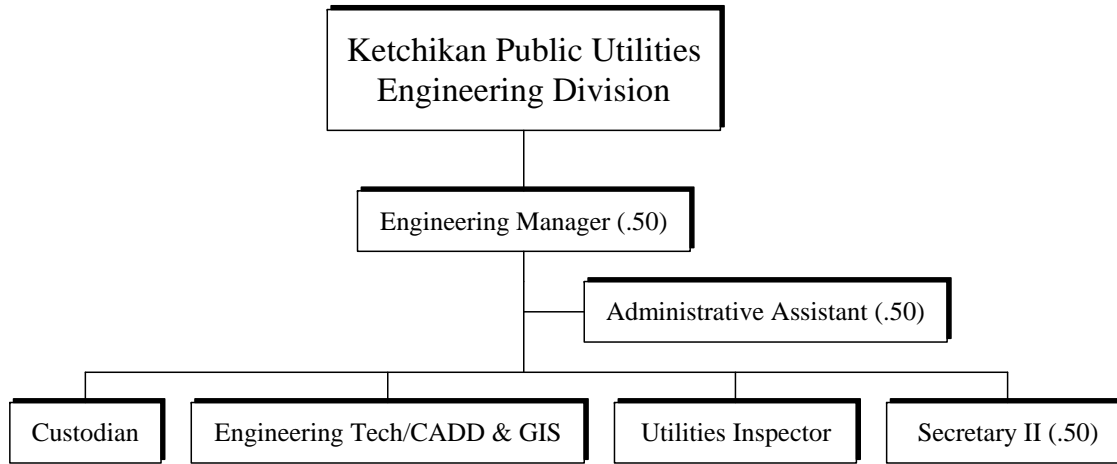 Ketchikan Public Utilities
Engineering Division
Engineering Manager (.50)
Administrative Assistant (.50)
Custodian
Engineering Tech/CADD & GIS
Utilities Inspector
Secretary II (.50)